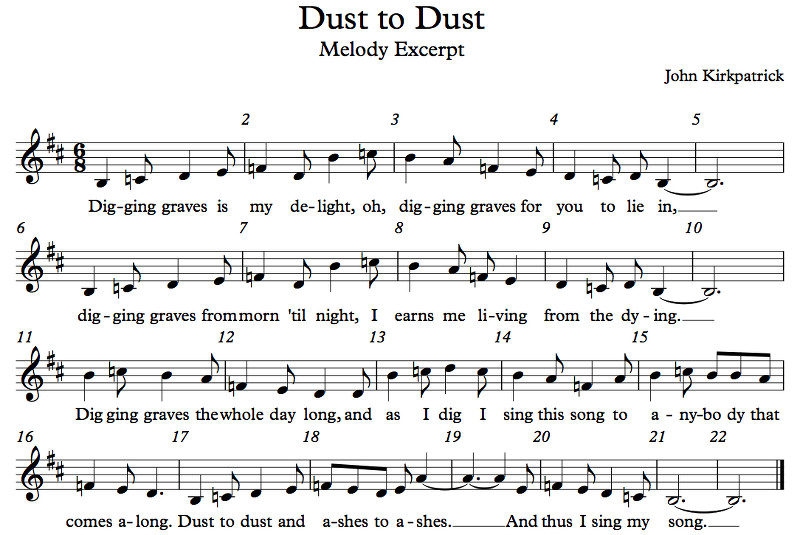 Dust to Dust
Melody Excerpt
John Kirkpatrick
2 3 4 5
6
8
Dig-ging graves is my de-light, oh, dig-ging graves for you to lie in,
6 7 8 9 10
dig-ging graves from morn 'til night, I earns me li-ving from the dy-ing.
11 12 13 14 15
Dig ging graves the whole day long, and as I dig I sing this song to a-ny-bo dy that
16 17 18 19 20 21 22
comes a-long. Dust to dust and a-shes to a-shes. And thus I sing my song.